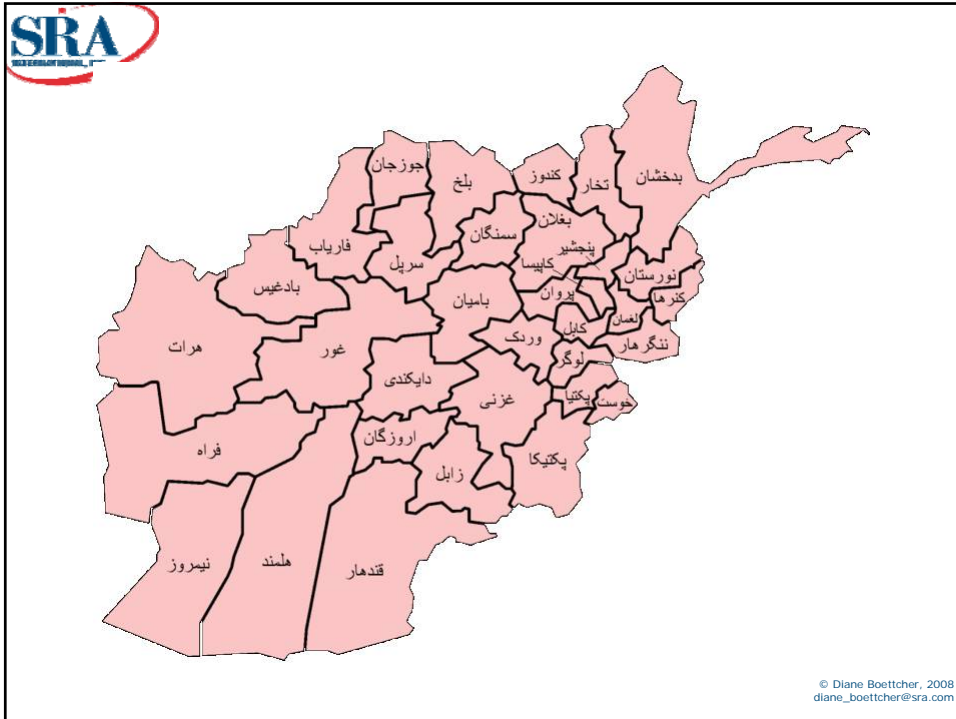 SRA
INTERNATIONAL, I
جوزجان
بلخ
کندوز
تخار
بدخشان
فاریاب
سرپل
سمنگان
بغلان
پنجشیر
کاپیسا
نورستان
کنرها
بادغیس
بامیان
پروان
لغمان
ننگرهار
هرات
غور
وردک
کابل
لوگر
دایکندی
غزنی
پکتیا
خوست
فراه
اروزگان
زابل
پکتیکا
نیمروز
هلمند
قندهار
© Diane Boettcher, 2008
diane_boettcher@sra.com